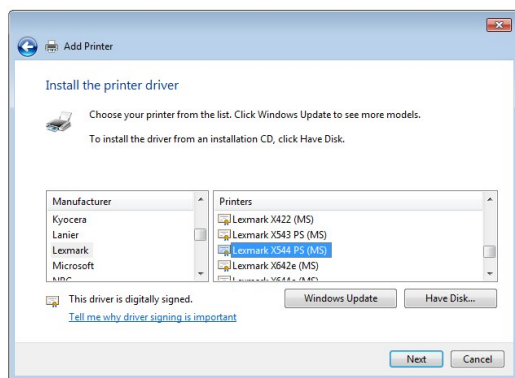 Add Printer
Install the printer driver
Choose your printer from the list. Click Windows Update to see more models.
To install the driver from an installation CD, click Have Disk.
Manufacturer
Kyocera
Lanier
Lexmark
Microsoft
Printers
Lexmark X422 (MS)
Lexmark X543 PS (MS)
Lexmark X544 PS (MS)
Lexmark X642e (MS)
This driver is digitally signed.
Tell me why driver signing is important
Windows Update
Have Disk...
Next
Cancel